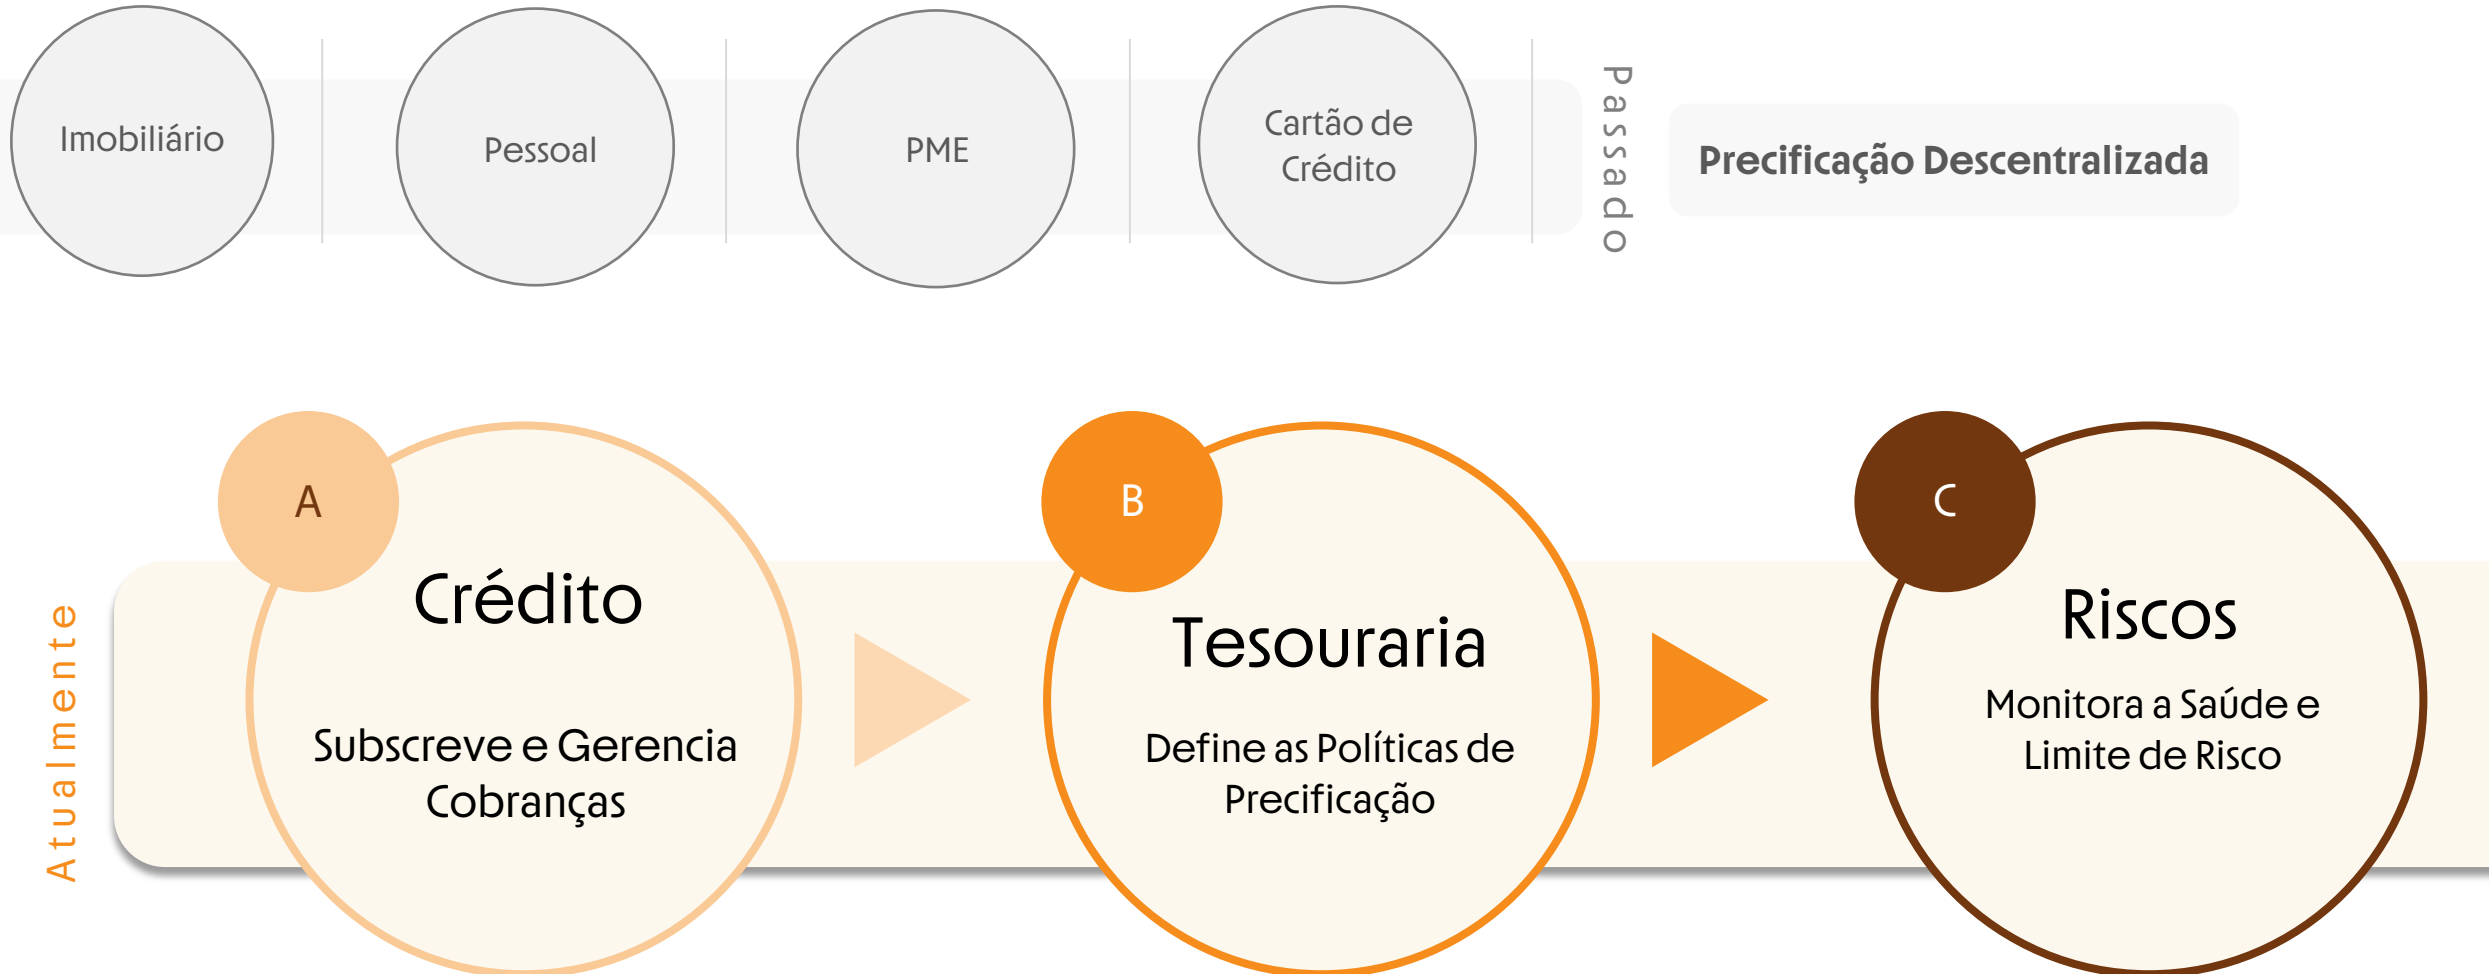 Imobiliário
Pessoal
PME
Cartão de
Crédito
Passado
Precificação Descentralizada
Atualmente
A
Crédito
Subscreve e Gerencia
Cobranças
B
Tesouraria
Define as Políticas de
Precificação
C
Riscos
Monitora a Saúde e
Limite de Risco